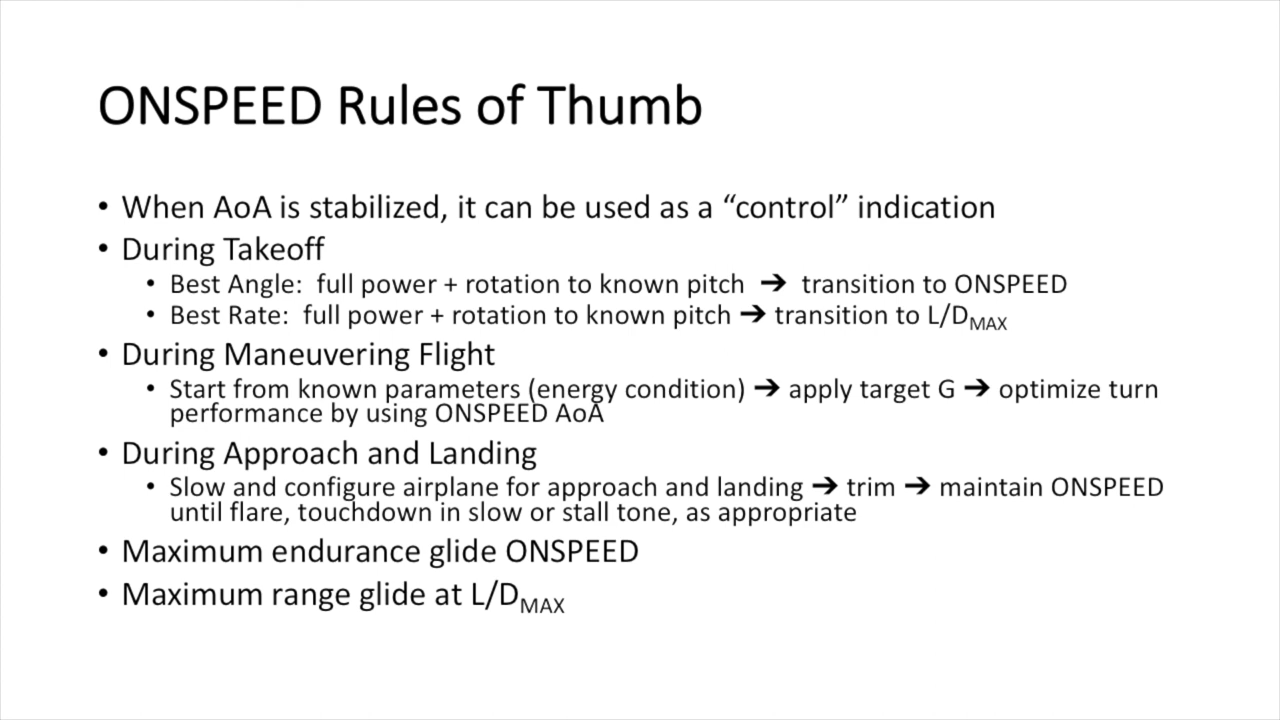 ONSPEED Rules of Thumb
• When AoA is stabilized, it can be used as a “control” indication
• During Takeoff
• Best Angle:  full power + rotation to known pitch ➔ transition to ONSPEED
• Best Rate:  full power + rotation to known pitch ➔ transition to L/DMAX
• During Maneuvering Flight
• Start from known parameters (energy condition) ➔ apply target G ➔ optimize turn
performance by using ONSPEED AoA
• During Approach and Landing
• Slow and configure airplane for approach and landing ➔ trim ➔ maintain ONSPEED
until flare, touchdown in slow or stall tone, as appropriate
• Maximum endurance glide ONSPEED
• Maximum range glide at L/DMAX